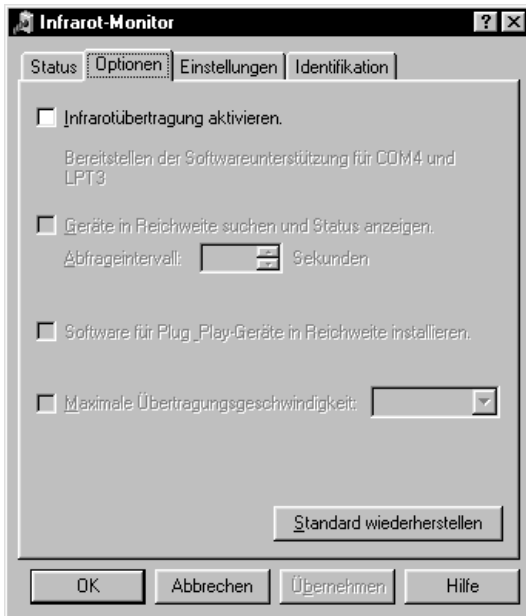 Infrarot-Monitor
Status Optionen Einstellungen Identifikation
Infrarotübertragung aktivieren.
Bereitstellen der Softwareunterstützung für COM4 und
LPT3
Geräte in Reichweite suchen und Status anzeigen.
Abfrageintervall: Sekunden
Software für Plug _Play-Geräte in Reichweite installieren.
Maximale Übertragungsgeschwindigkeit:
Standard wiederherstellen
OK Abbrechen Übernehmen Hilfe